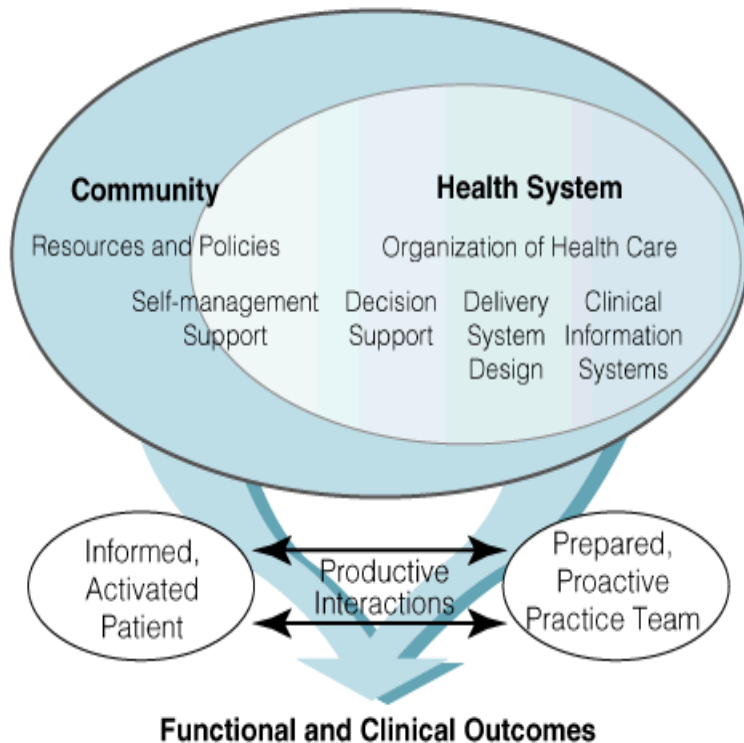 Community
Resources and Policies
Health System
Organization of Health Care
Self-management
Support
Decision
Support
Delivery
System
Design
Clinical
Information
Systems
Informed,
Activated
Patient
Productive
Interactions
Prepared,
Proactive
Practice Team
Functional and Clinical Outcomes